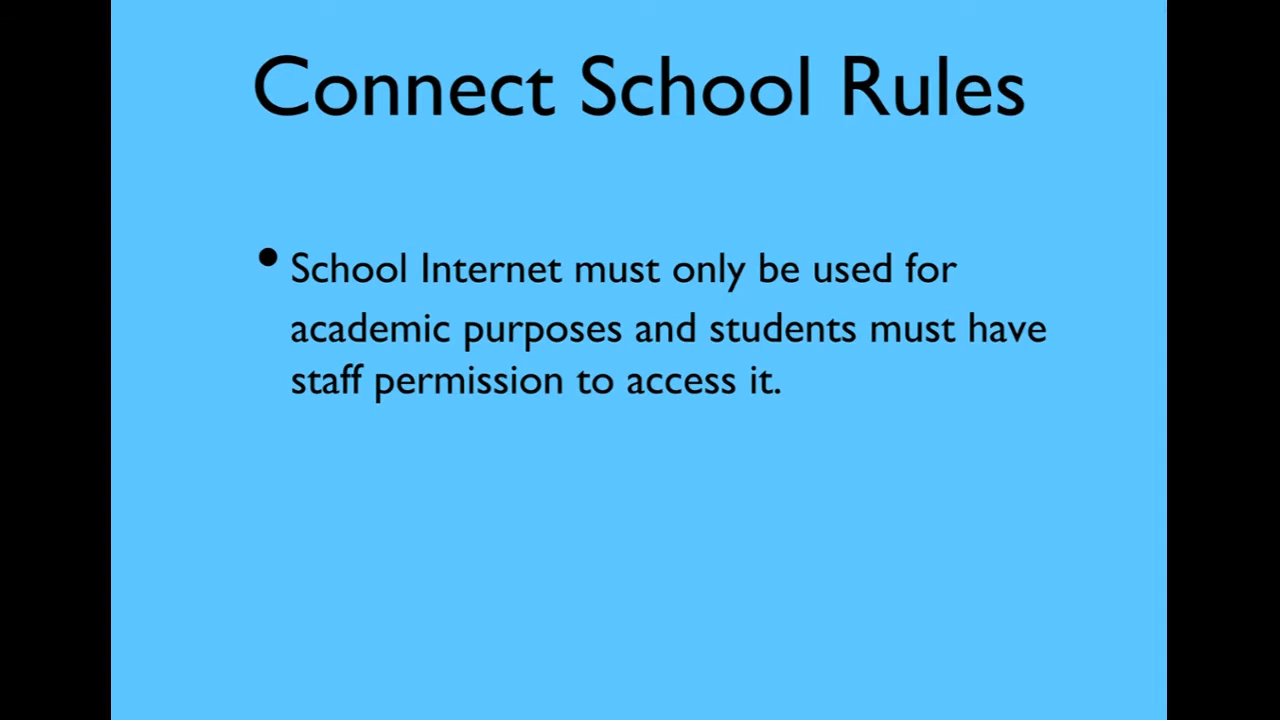 Connect School Rules
• School Internet must only be used for
academic purposes and students must have
staff permission to access it.